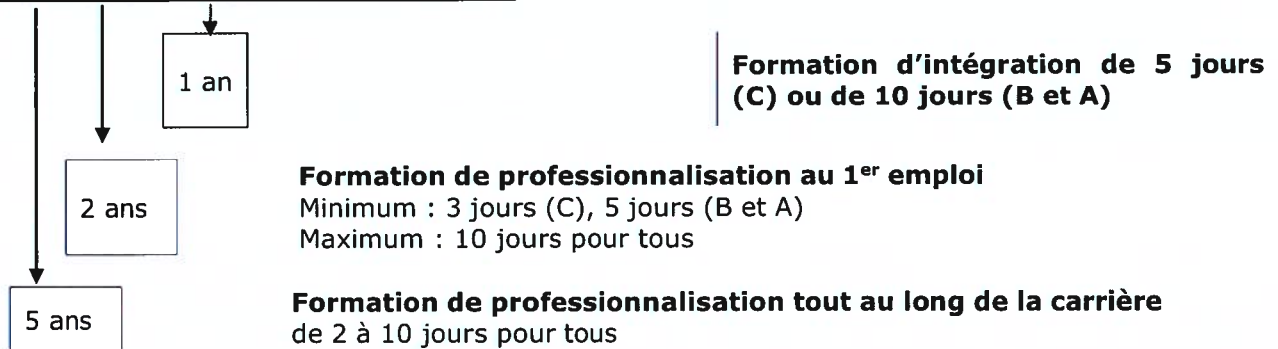 1 an
Formation d'intégration de 5 jours
(C) ou de 10 jours (B et A)
2 ans
Formation de professionnalisation au 1er emploi
Minimum : 3 jours (C), 5 jours (B et A)
Maximum : 10 jours pour tous
5 ans
Formation de professionnalisation tout au long de la carrière
de 2 à 10 jours pour tous